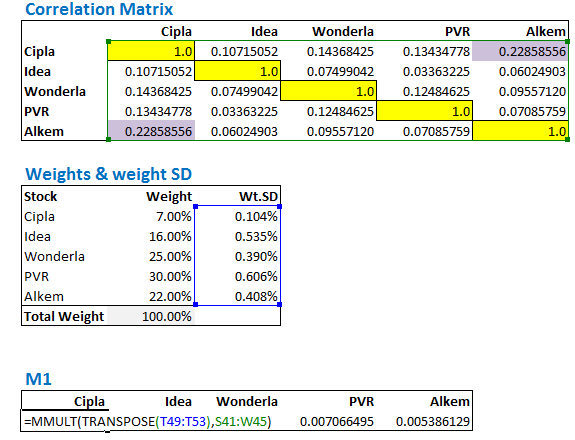 Correlation Matrix
Cipla Idea Wonderla PVR Alkem
Cipla 1.0 0.10715052 0.14368425 0.13434778 0.22858556
Idea 0.10715052 1.0 0.07499042 0.03363225 0.06024903
Wonderla 0.14368425 0.07499042 1.0 0.12484625 0.09557120
PVR 0.13434778 0.03363225 0.12484625 1.0 0.07085759
Alkem 0.22858556 0.06024903 0.09557120 0.07085759 1.0
Weights & weight SD
Stock Weight Wt.SD
Cipla 7.00% 0.104%
Idea 16.00% 0.535%
Wonderla 25.00% 0.390%
PVR 30.00% 0.606%
Alkem 22.00% 0.408%
Total Weight 100.00%
M1
Cipla Idea Wonderla PVR Alkem
=MMULT(TRANSPOSE(T49:T53),S41:W45) 0.007066495 0.005386129